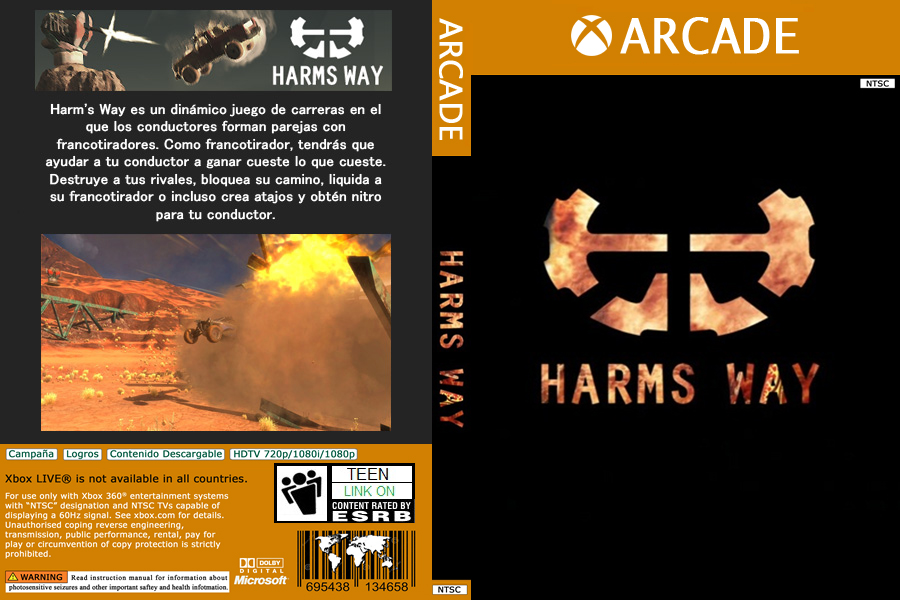 HARMS WAY
Harm's Way es un dinámico juego de carreras en el
que los conductores forman parejas con
francotiradores. Como francotirador, tendrás que
ayudar a tu conductor a ganar cueste lo que cueste.
Destruye a tus rivales, bloquea su camino, liquida a
su francotirador o incluso crea atajos y obtén nitro
para tu conductor.
Campaña Logros Contenido Descargable HDTV 720p/1080i/1080p
Xbox LIVE® is not available in all countries.
For use only with Xbox 360® entertainment systems
with "NTSC" designation and NTSC TVs capable of
displaying a 60Hz signal. See xbox.com for details.
Unauthorised coping reverse engineering,
transmission, public performance, rental, pay for
play or circumvention of copy protection is strictly
prohibited.
WARNING Read instruction manual for information about
photosensitive seizures and other important saftey and health infotmation.
DOLBY
DIGITAL
Microsoft
TEEN
LINK ON
CONTENT RATED BY
ESRB
695438 134658
ARCADE
HARMS WAY
NTSC
ARCADE
NTSC
HARMS WAY